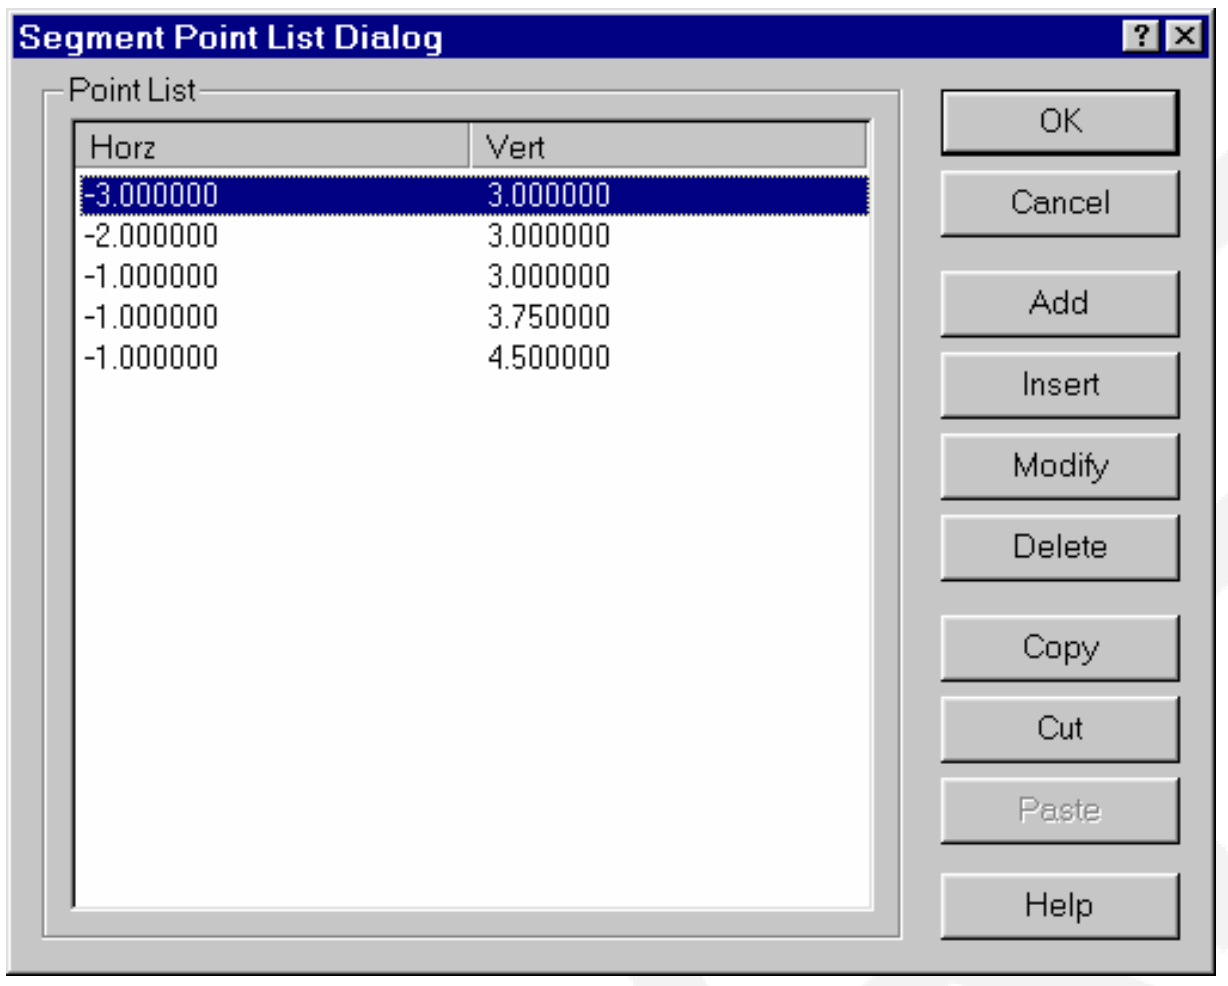 Segment Point List Dialog
? X
Point List
Horz Vert
-3.000000 3.000000
-2.000000 3.000000
-1.000000 3.000000
-1.000000 3.750000
-1.000000 4.500000
OK
Cancel
Add
Insert
Modify
Delete
Copy
Cut
Paste
Help